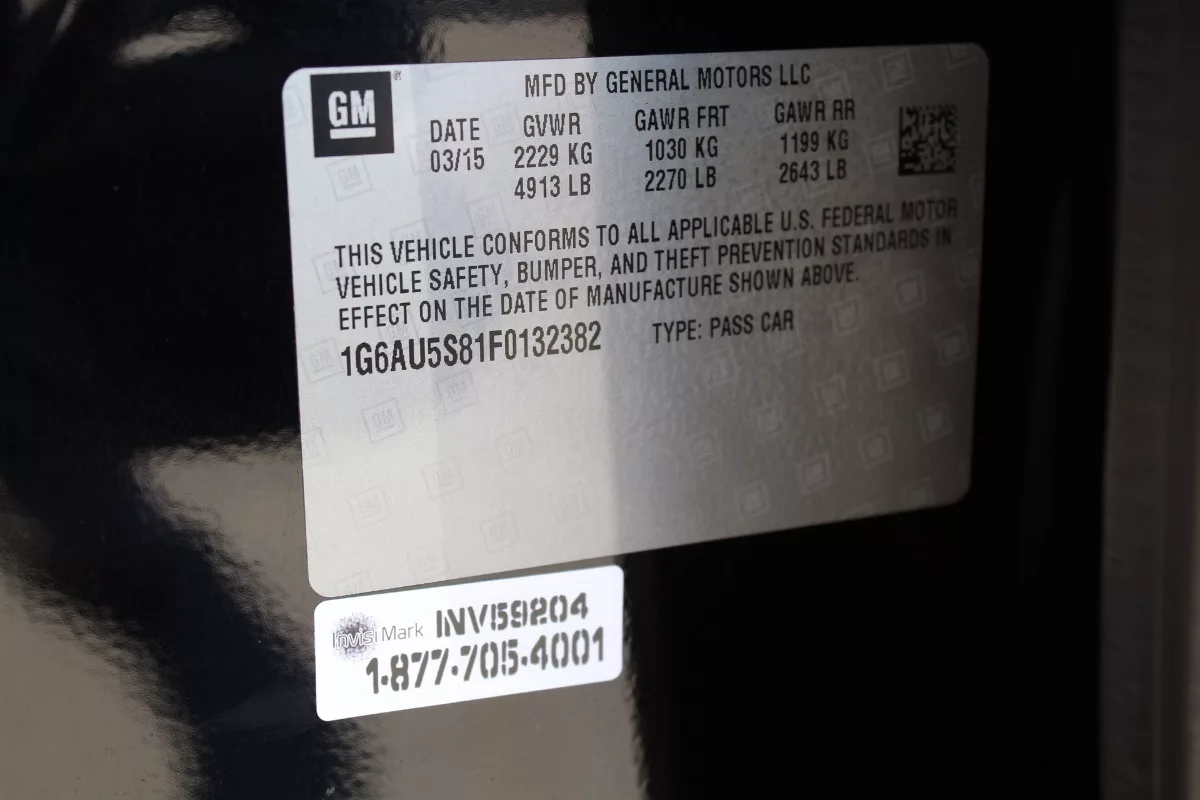 GM®
MFD BY GENERAL MOTORS LLC
DATE GVWR GAWR FRT GAWR RR
03/15 2229 KG 1030 KG 1199 KG
4913 LB 2270 LB 2643 LB
THIS VEHICLE CONFORMS TO ALL APPLICABLE U.S. FEDERAL MOTOR
VEHICLE SAFETY, BUMPER, AND THEFT PREVENTION STANDARDS IN
EFFECT ON THE DATE OF MANUFACTURE SHOWN ABOVE.
1G6AU5S81F0132382 TYPE: PASS CAR
InvisiMark INV59204
1-877-705-4001